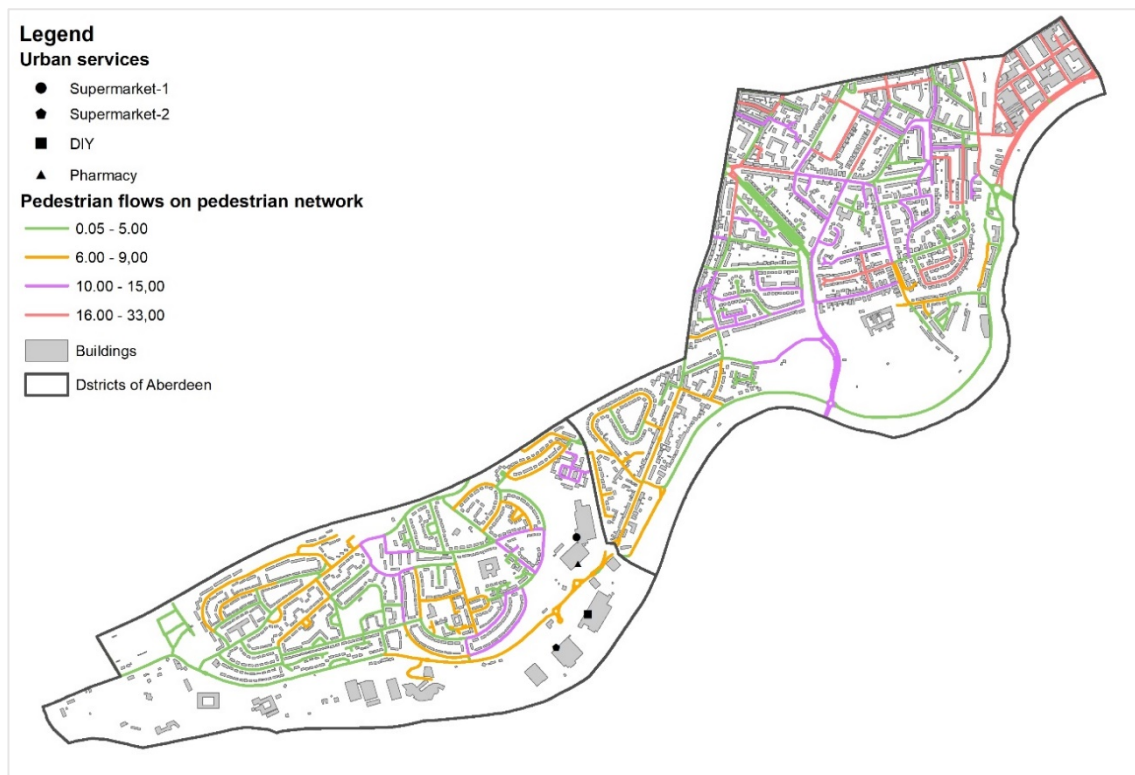 Legend
Urban services
Supermarket-1
Supermarket-2
DIY
Pharmacy
Pedestrian flows on pedestrian network
0.05 - 5.00
6.00 - 9,00
10.00 - 15,00
16.00 - 33,00
Buildings
Dstricts of Aberdeen